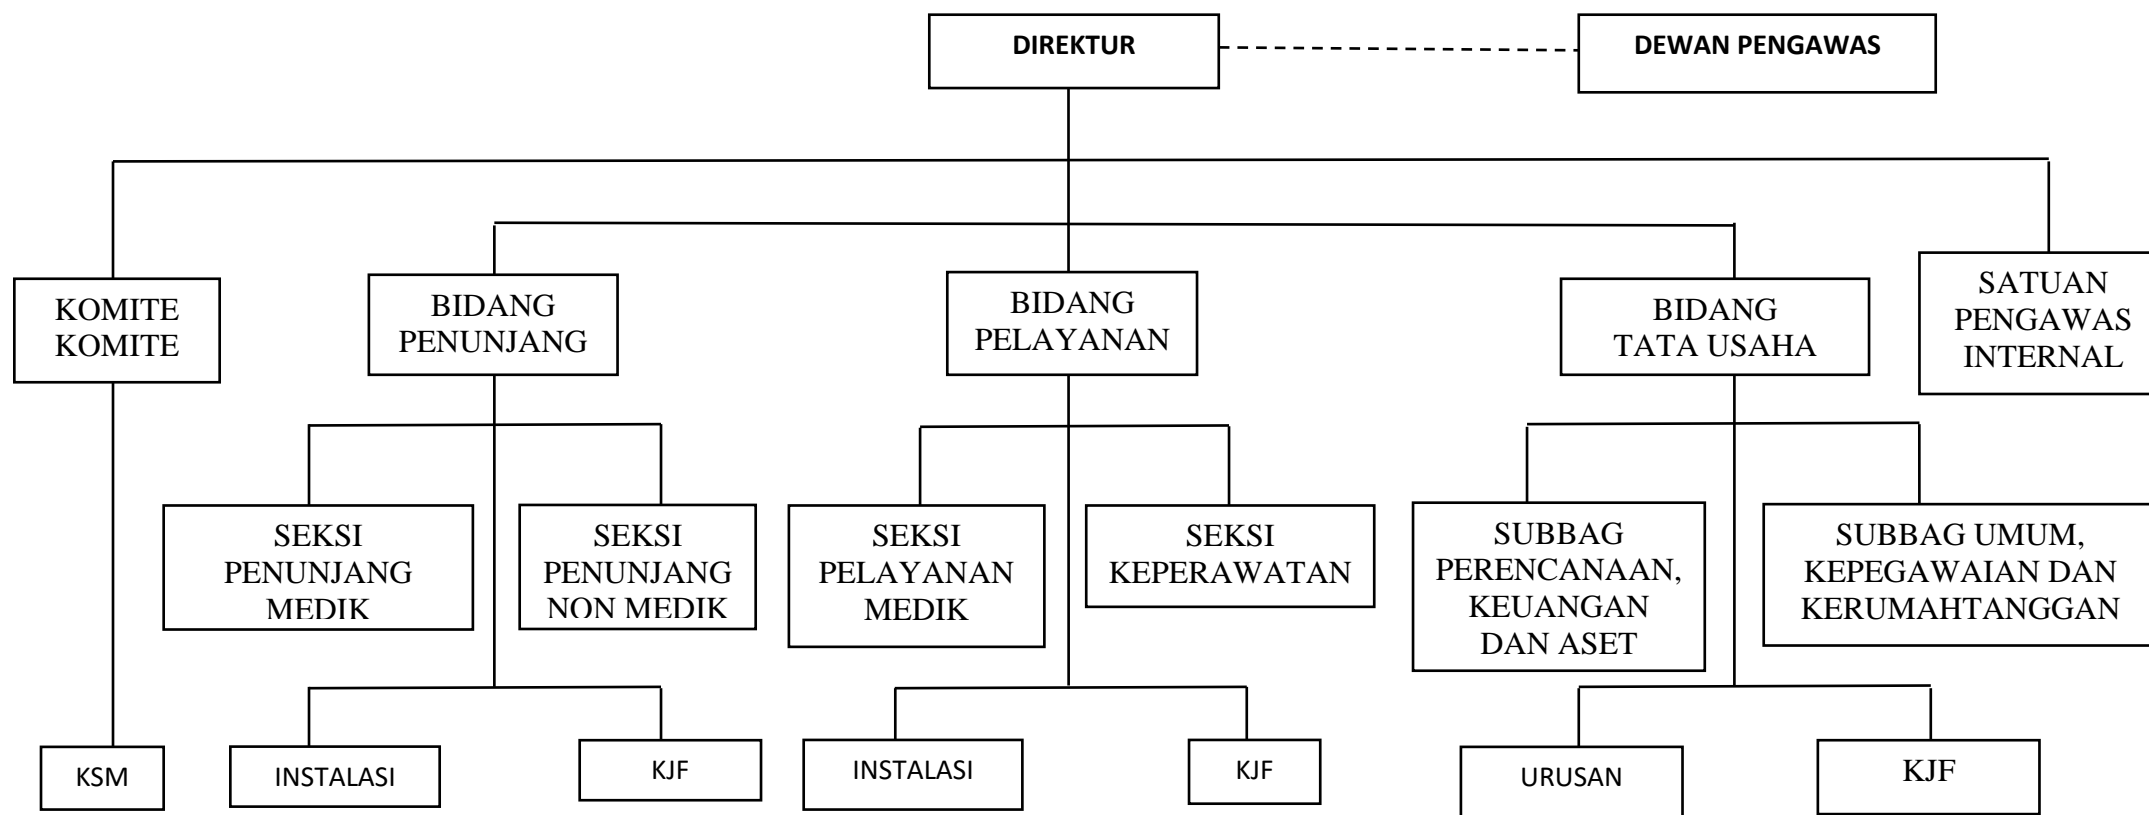 DIREKTUR
DEWAN PENGAWAS
KOMITE
KOMITE
BIDANG
PENUNJANG
BIDANG
PELAYANAN
BIDANG
TATA USAHA
SATUAN
PENGAWAS
INTERNAL
SEKSI
PENUNJANG
MEDIK
SEKSI
PENUNJANG
NON MEDIK
SEKSI
PELAYANAN
MEDIK
SEKSI
KEPERAWATAN
SUBBAG
PERENCANAAN,
KEUANGAN
DAN ASET
SUBBAG UMUM,
KEPEGAWAIAN DAN
KERUMAHTANGGAN
KSM
INSTALASI
KJF
INSTALASI
KJF
URUSAN
KJF